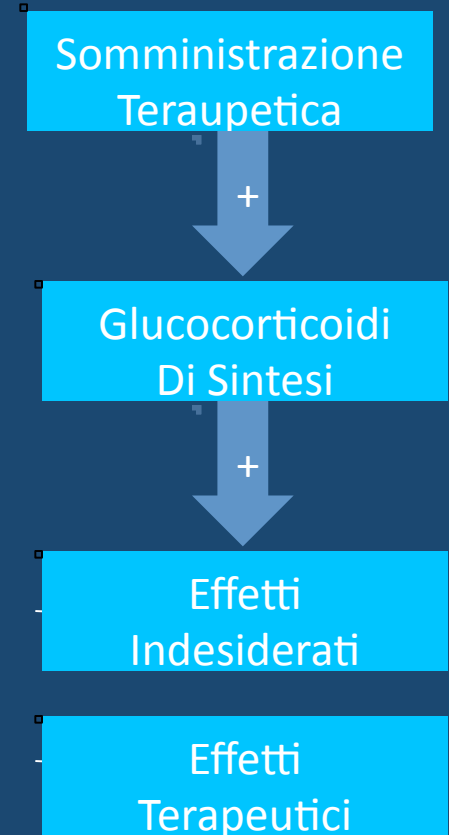 Somministrazione
Teraupetica
+
Glucocorticoidi
Di Sintesi
+
Effetti
Indesiderati
Effetti
Terapeutici